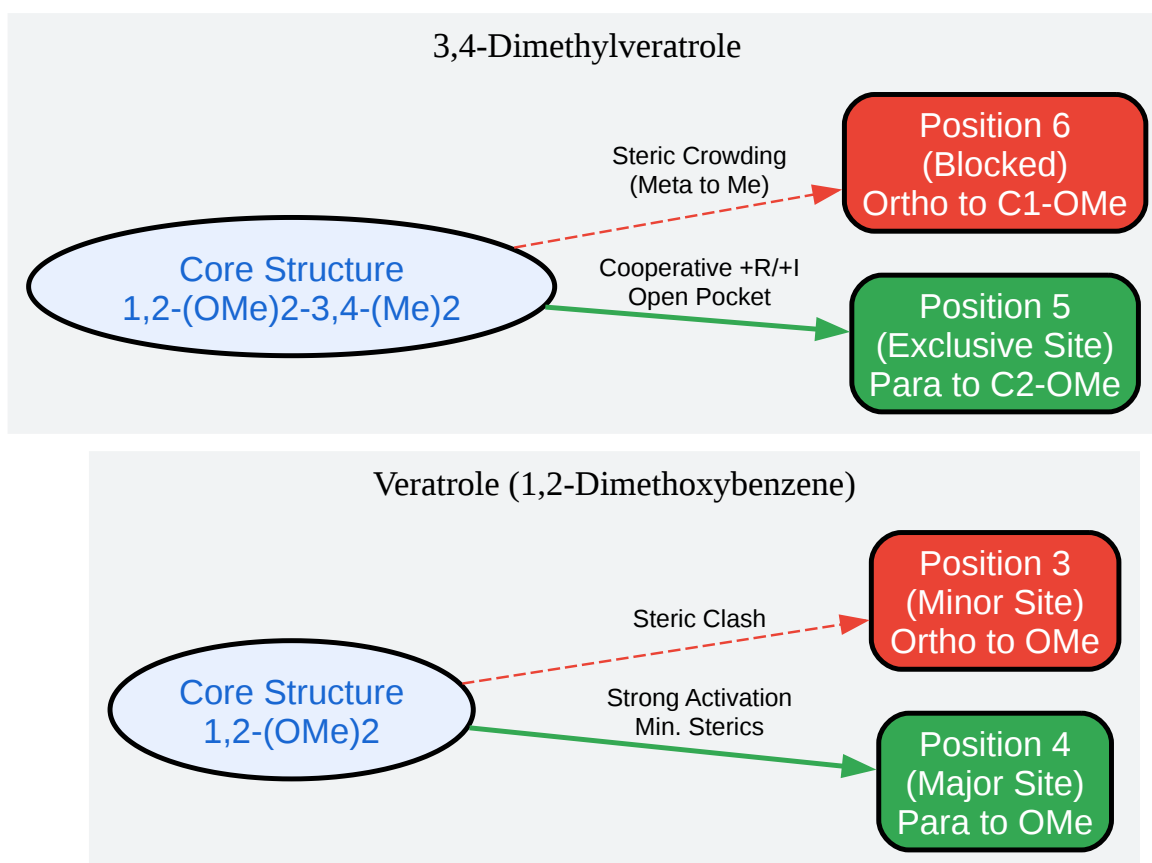 3,4-Dimethylveratrole
Steric Crowding
(Meta to Me)
Position 6
(Blocked)
Ortho to C1-OMe
Core Structure
1,2-(OMe)2-3,4-(Me)2
Cooperative +R/+I
Open Pocket
Position 5
(Exclusive Site)
Para to C2-OMe
Veratrole (1,2-Dimethoxybenzene)
Steric Clash
Position 3
(Minor Site)
Ortho to OMe
Core Structure
1,2-(OMe)2
Strong Activation
Min. Sterics
Position 4
(Major Site)
Para to OMe